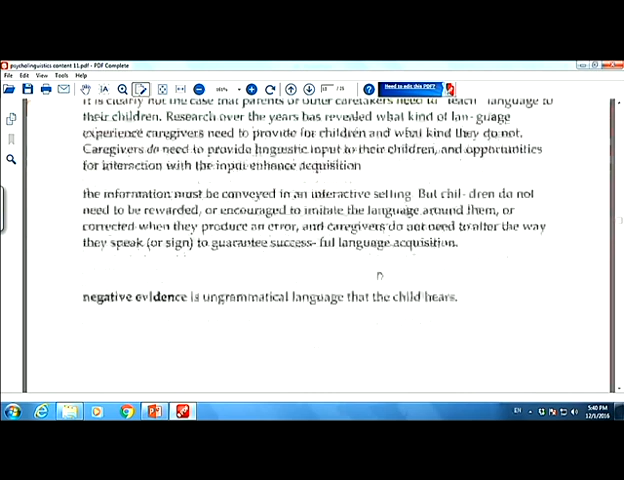 psycholinguistics content 11.pdf - PDF Complete
File Edit View Tools Help
Need to edit this PDF?
It is clearly not the case that parents or other caretakers need to "teach" language to
their children. Research over the years has revealed what kind of lan- guage
experience caregivers need to provide for children and what kind they do not.
Caregivers do need to provide linguistic input to their children, and opportunities
for interaction with the input enhance acquisition
the information must be conveyed in an interactive setting. But chil- dren do not
need to be rewarded, or encouraged to imitate the language around them, or
corrected when they produce an error, and caregivers do not need to alter the way
they speak (or sign) to guarantee success- ful language acquisition.
negative evidence is ungrammatical language that the child hears.
EN
5:40 PM
12/1/2016